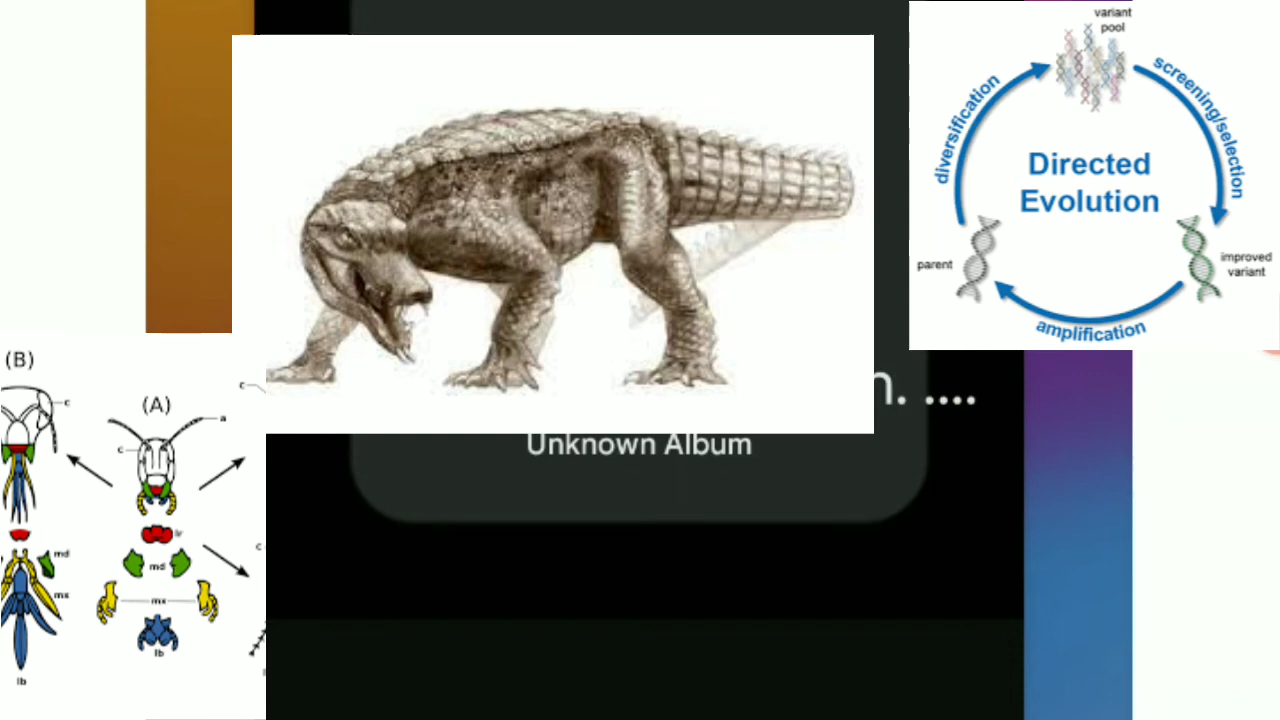 variant
pool
diversification
screening/selection
Directed
Evolution
parent
improved
variant
amplification
n. ....
Unknown Album
(B)
c
md
mx
lb
(A)
a
c
lr
md
mx
lb
c
c